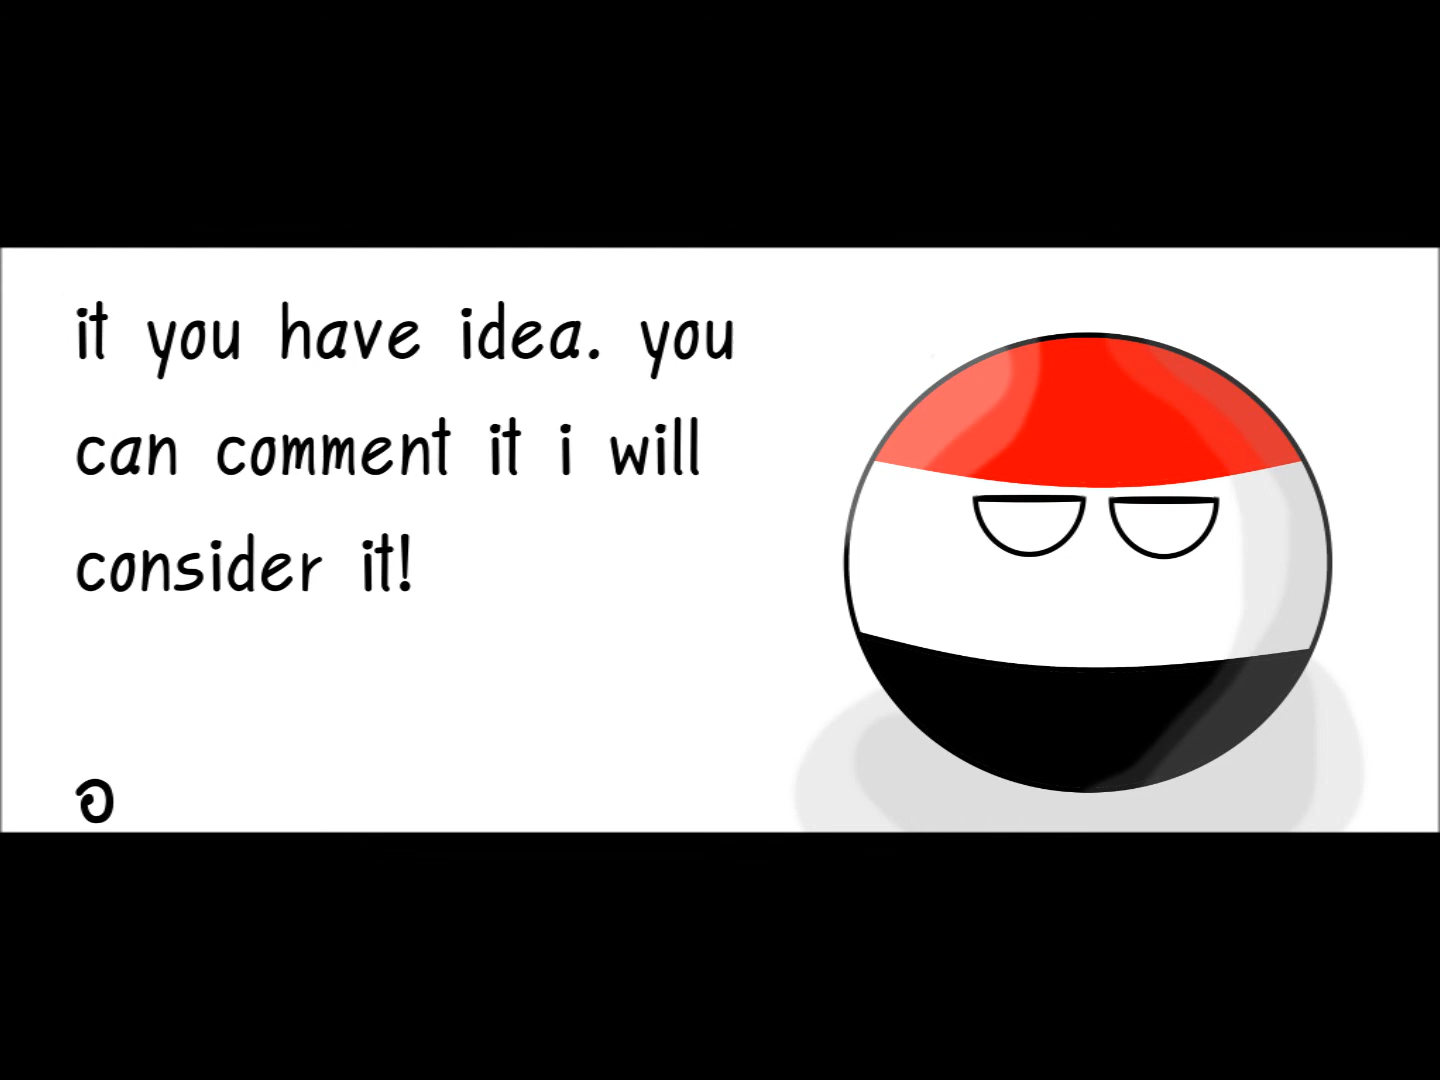 it you have idea. you
can comment it i will
consider it!
อ